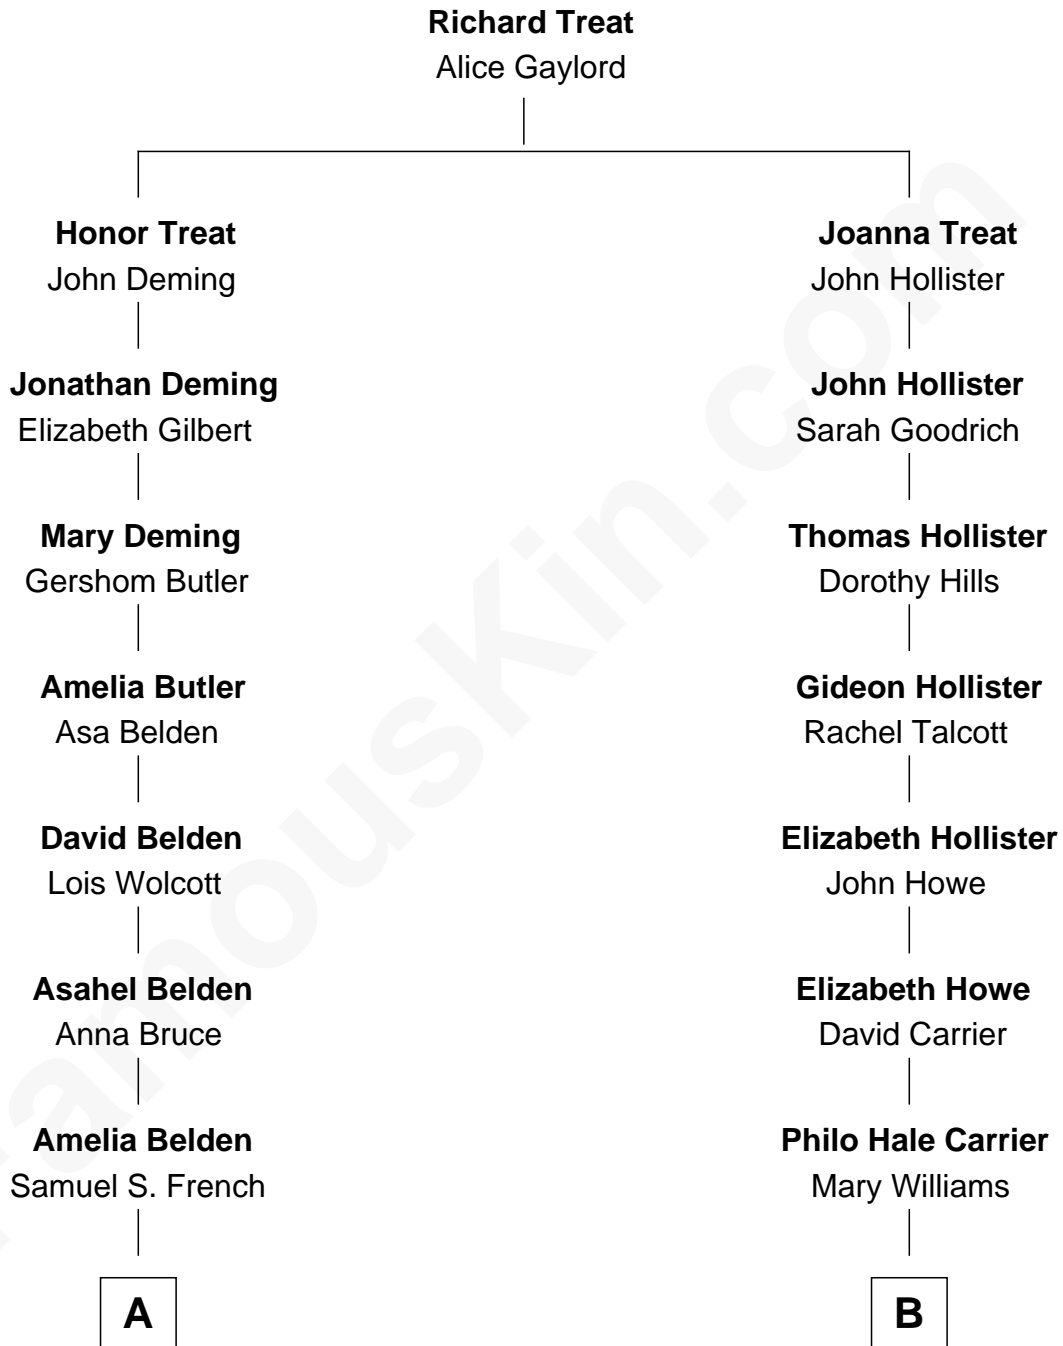 Richard Treat
Alice Gaylord
Honor Treat
John Deming
Joanna Treat
John Hollister
Jonathan Deming
Elizabeth Gilbert
John Hollister
Sarah Goodrich
Mary Deming
Gershom Butler
Thomas Hollister
Dorothy Hills
Amelia Butler
Asa Belden
Gideon Hollister
Rachel Talcott
David Belden
Lois Wolcott
Elizabeth Hollister
John Howe
Asahel Belden
Anna Bruce
Elizabeth Howe
David Carrier
Amelia Belden
Samuel S. French
Philo Hale Carrier
Mary Williams
A
B
FamousKin.com